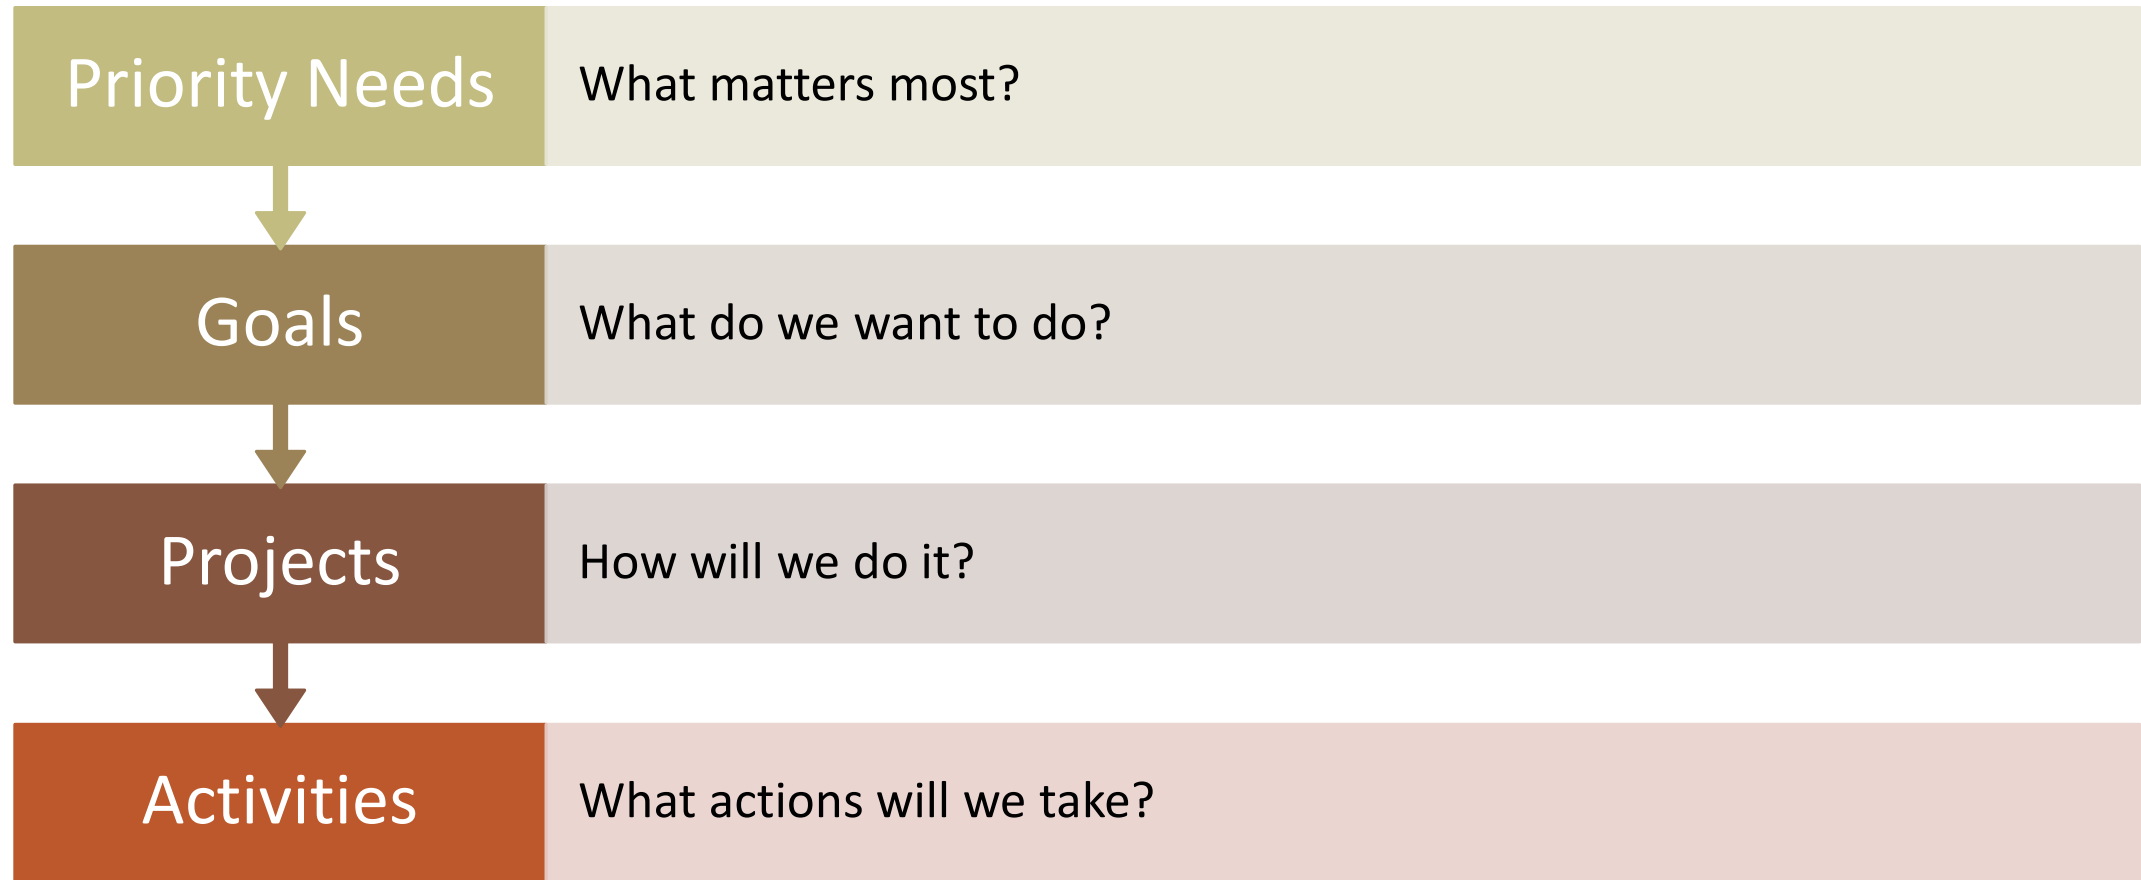 Priority Needs
What matters most?
Goals
What do we want to do?
Projects
How will we do it?
Activities
What actions will we take?